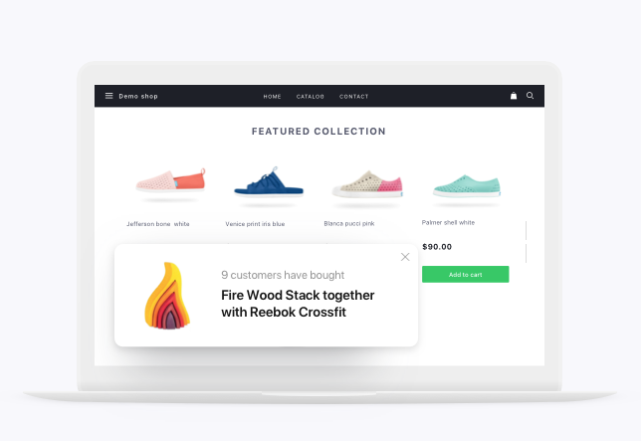 Demo shop
HOME
CATALOG
CONTACT
FEATURED COLLECTION
Jefferson bone white
Venice print iris blue
Blanca pucci pink
Palmer shell white
$90.00
Add to cart
9 customers have bought
Fire Wood Stack together
with Reebok Crossfit